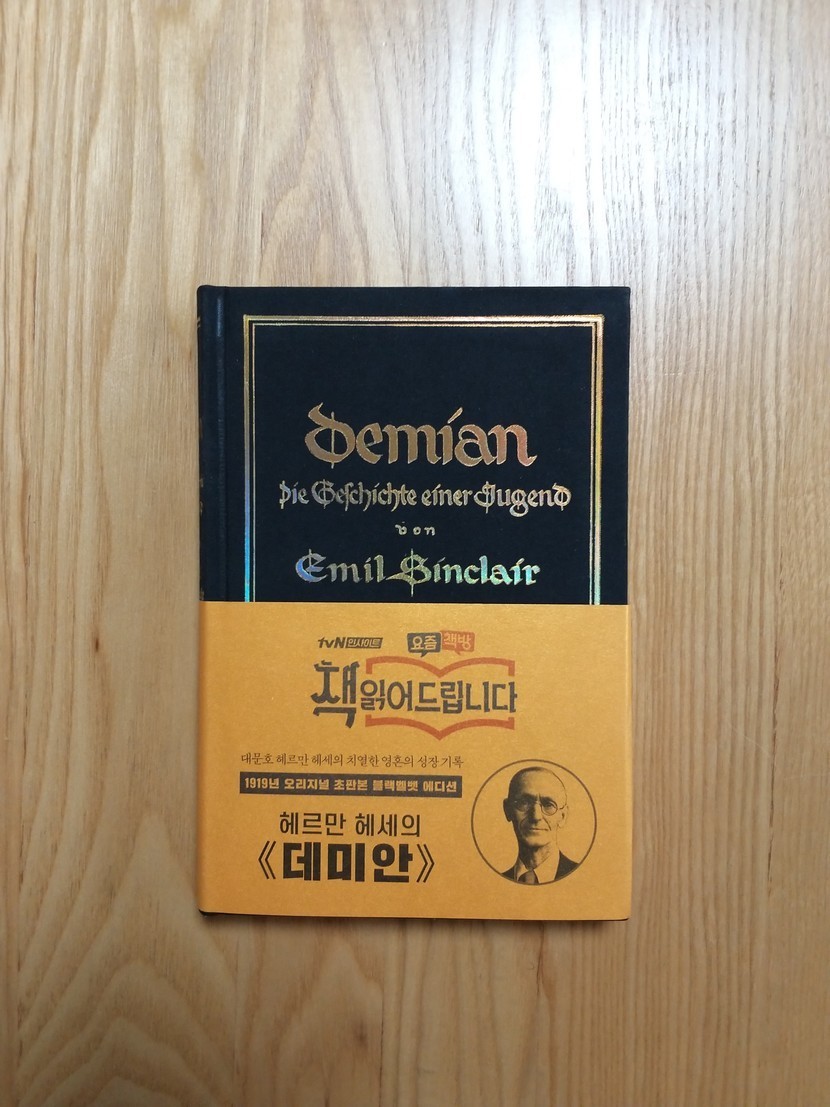 Demian
Die Geschichte einer Jugend
von
Emil Sinclair
tvN 인사이트 요즘책방
책 읽어드립니다
대문호 헤르만 헤세의 치열한 영혼의 성장 기록
1919년 오리지널 초판본 블랙벨벳 에디션
헤르만 헤세의
《데미안》